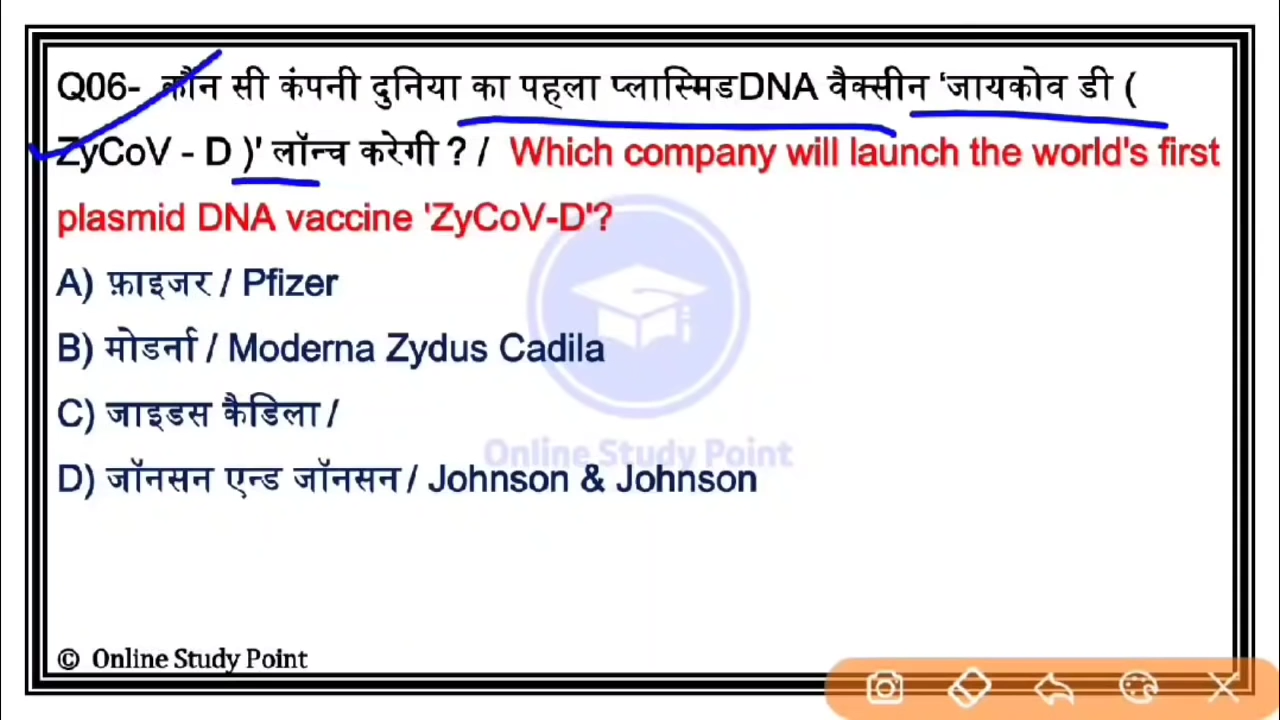 Q06- कौन सी कंपनी दुनिया का पहला प्लास्मिडDNA वैक्सीन 'जायकोव डी (
ZyCoV - D )' लॉन्च करेगी ? / Which company will launch the world's first
plasmid DNA vaccine 'ZyCoV-D'?
A) फ़ाइजर / Pfizer
B) मोडर्ना / Moderna Zydus Cadila
C) जाइडस कैडिला /
Online Study Point
D) जॉनसन एन्ड जॉनसन / Johnson & Johnson
© Online Study Point